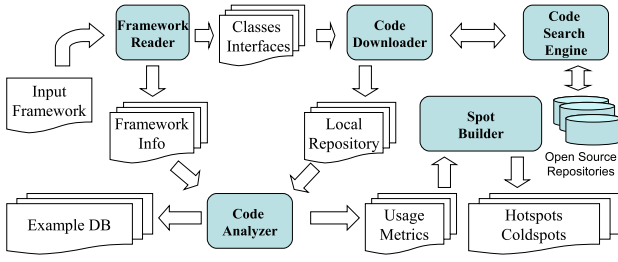 Framework
Reader
Classes
Interfaces
Code
Downloader
Code
Search
Engine
Input
Framework
Framework
Info
Local
Repository
Spot
Builder
Open Source
Repositories
Example DB
Code
Analyzer
Usage
Metrics
Hotspots
Coldspots